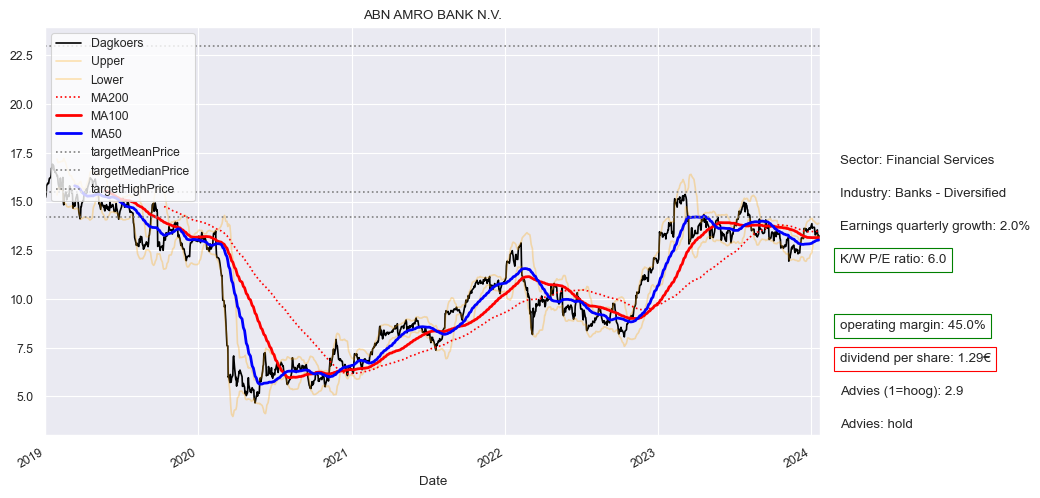 ABN AMRO BANK N.V.
22.5
20.0
17.5
15.0
12.5
10.0
7.5
5.0
Dagkoers
Upper
Lower
MA200
MA100
MA50
targetMeanPrice
targetMedianPrice
targetHighPrice
2019
2020
2021
2022
2023
2024
Date
Sector: Financial Services
Industry: Banks - Diversified
Earnings quarterly growth: 2.0%
K/W P/E ratio: 6.0
operating margin: 45.0%
dividend per share: 1.29€
Advies (1=hoog): 2.9
Advies: hold